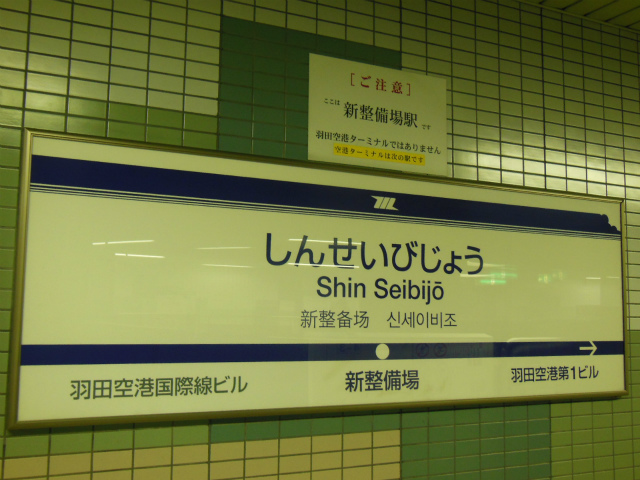 [ご注意]
ここは 新整備場駅 です
羽田空港ターミナルではありません
空港ターミナルは次の駅です
しんせいびじょう
Shin Seibijō
新整备场 신세이비조
羽田空港国際線ビル 新整備場 羽田空港第1ビル